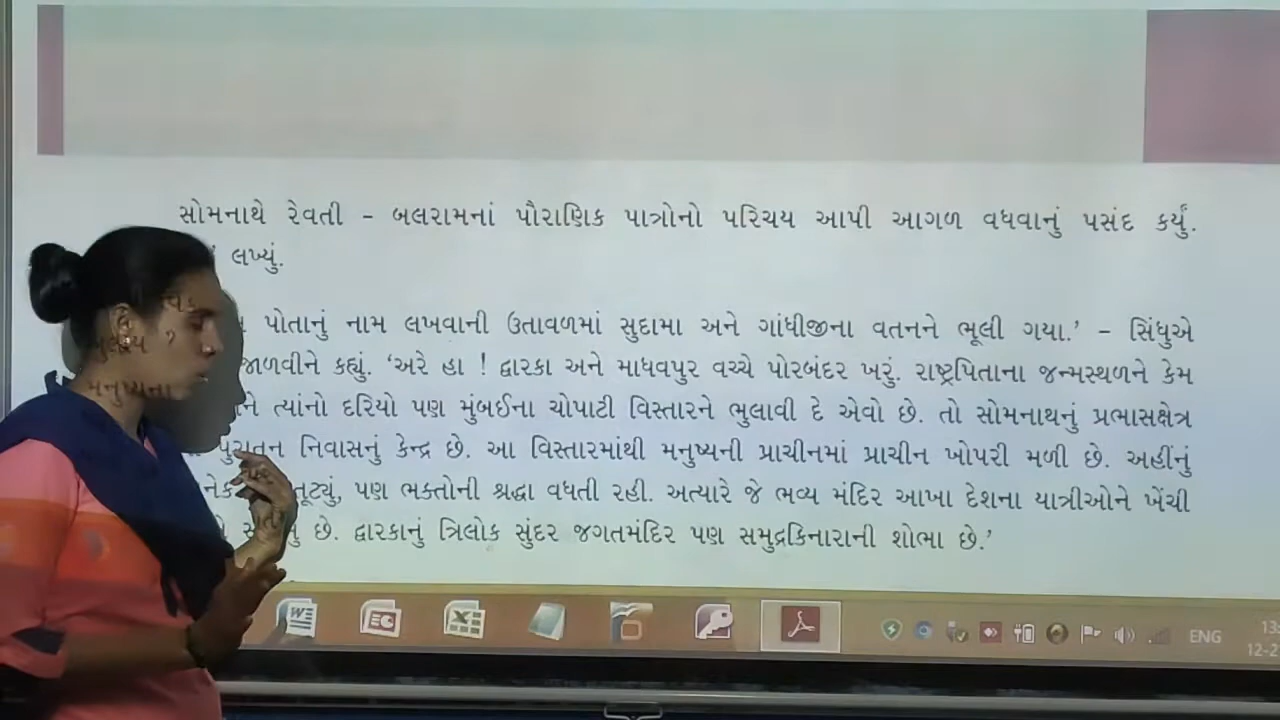 સોમનાથે રેવતી - બલરામનાં પૌરાણિક પાત્રોનો પરિચય આપી આગળ વધવાનું પસંદ કર્યું.
લખ્યું.
પોતાનું નામ લખવાની ઉતાવળમાં સુદામા અને ગાંધીજીના વતનને ભૂલી ગયા.’ – સિંધુએ
જાળવીને કહ્યું. ‘અરે હા ! દ્વારકા અને માધવપુર વચ્ચે પોરબંદર ખરું. રાષ્ટ્રપિતાના જન્મસ્થળને કેમ
ત્યાંનો દરિયો પણ મુંબઈના ચોપાટી વિસ્તારને ભુલાવી દે એવો છે. તો સોમનાથનું પ્રભાસક્ષેત્ર
મનુષ્યના પુરાતન નિવાસનું કેન્દ્ર છે. આ વિસ્તારમાંથી મનુષ્યની પ્રાચીનમાં પ્રાચીન ખોપરી મળી છે. અહીંનું
તૂટ્યું, પણ ભક્તોની શ્રદ્ધા વધતી રહી. અત્યારે જે ભવ્ય મંદિર આખા દેશના યાત્રીઓને ખેંચી
છે. દ્વારકાનું ત્રિલોક સુંદર જગતમંદિર પણ સમુદ્રકિનારાની શોભા છે.’
ENG